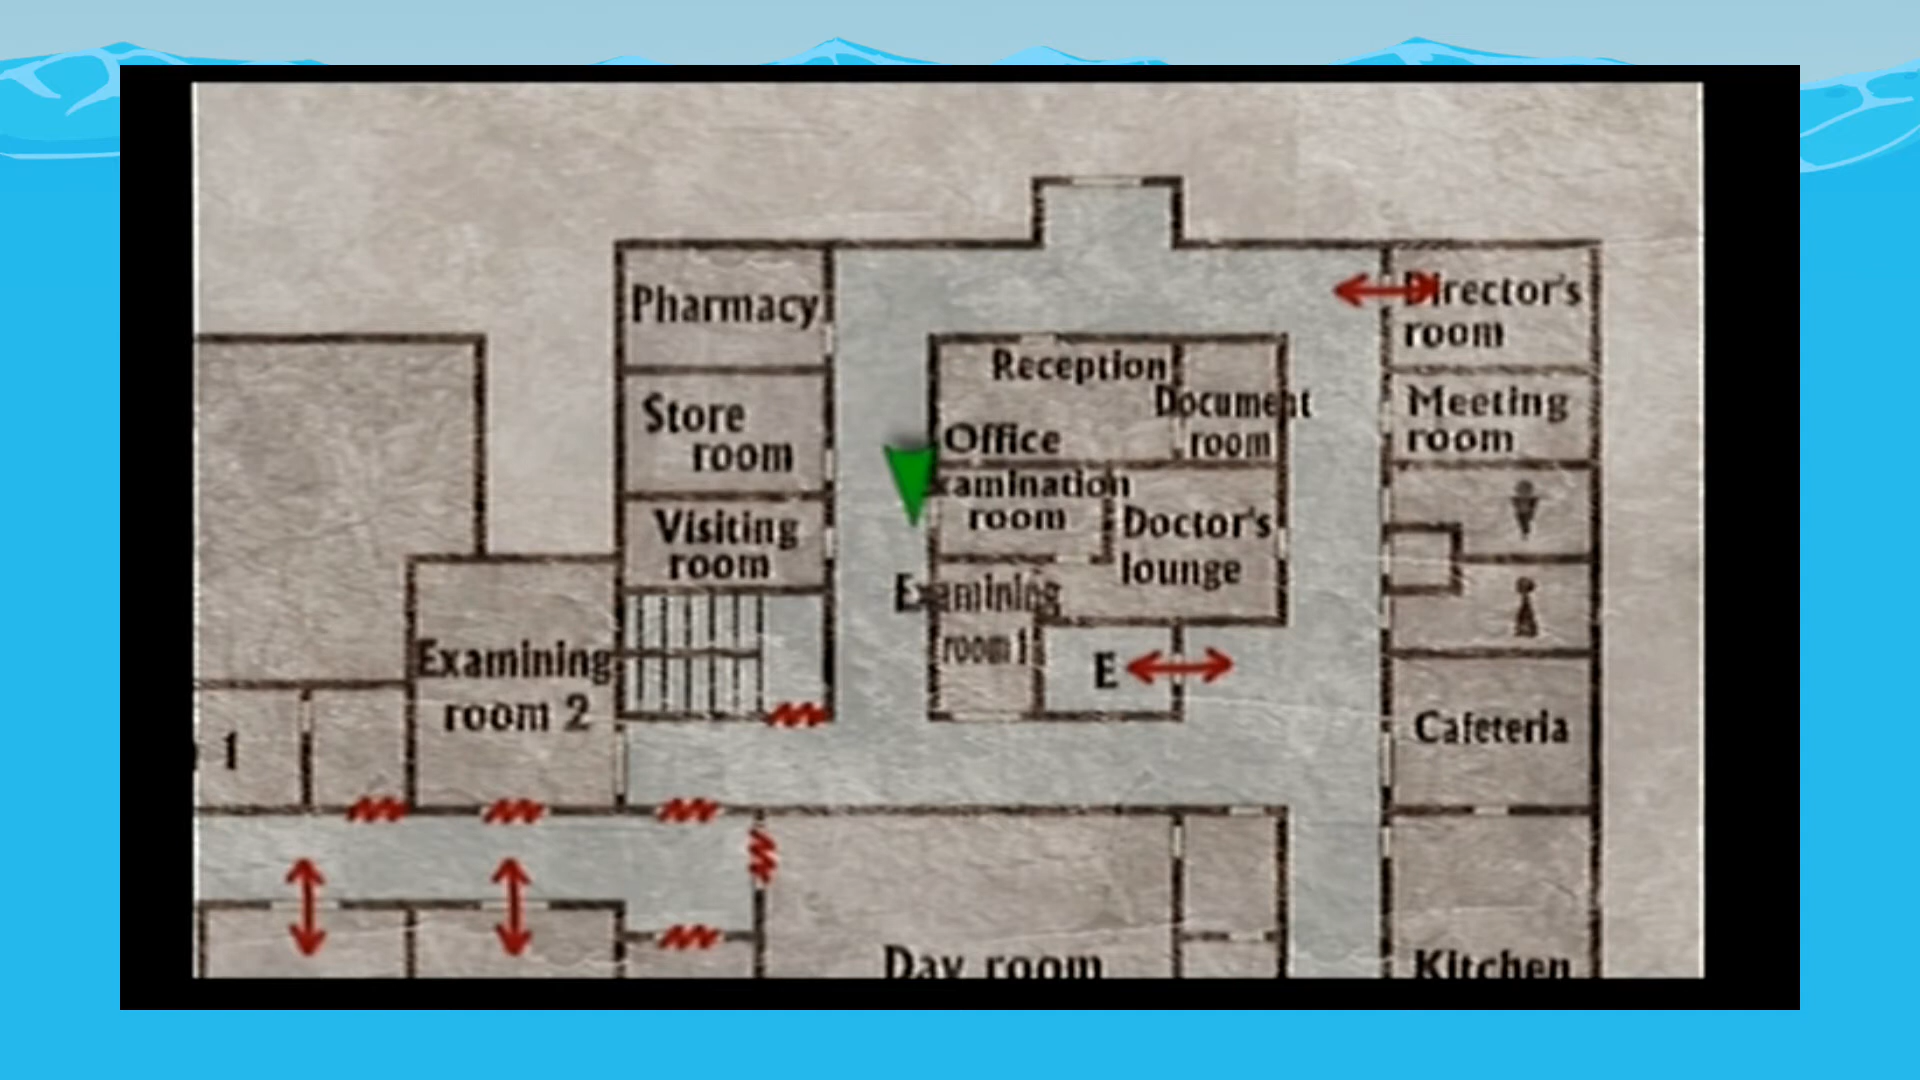 Pharmacy
Director's
room
Reception
Store
room
Document
room
Meeting
room
Office
Examination
room
Visiting
room
Doctor's
lounge
Examining
room 1
Examining
room 2
E
Cafeteria
1
Day room
Kitchen